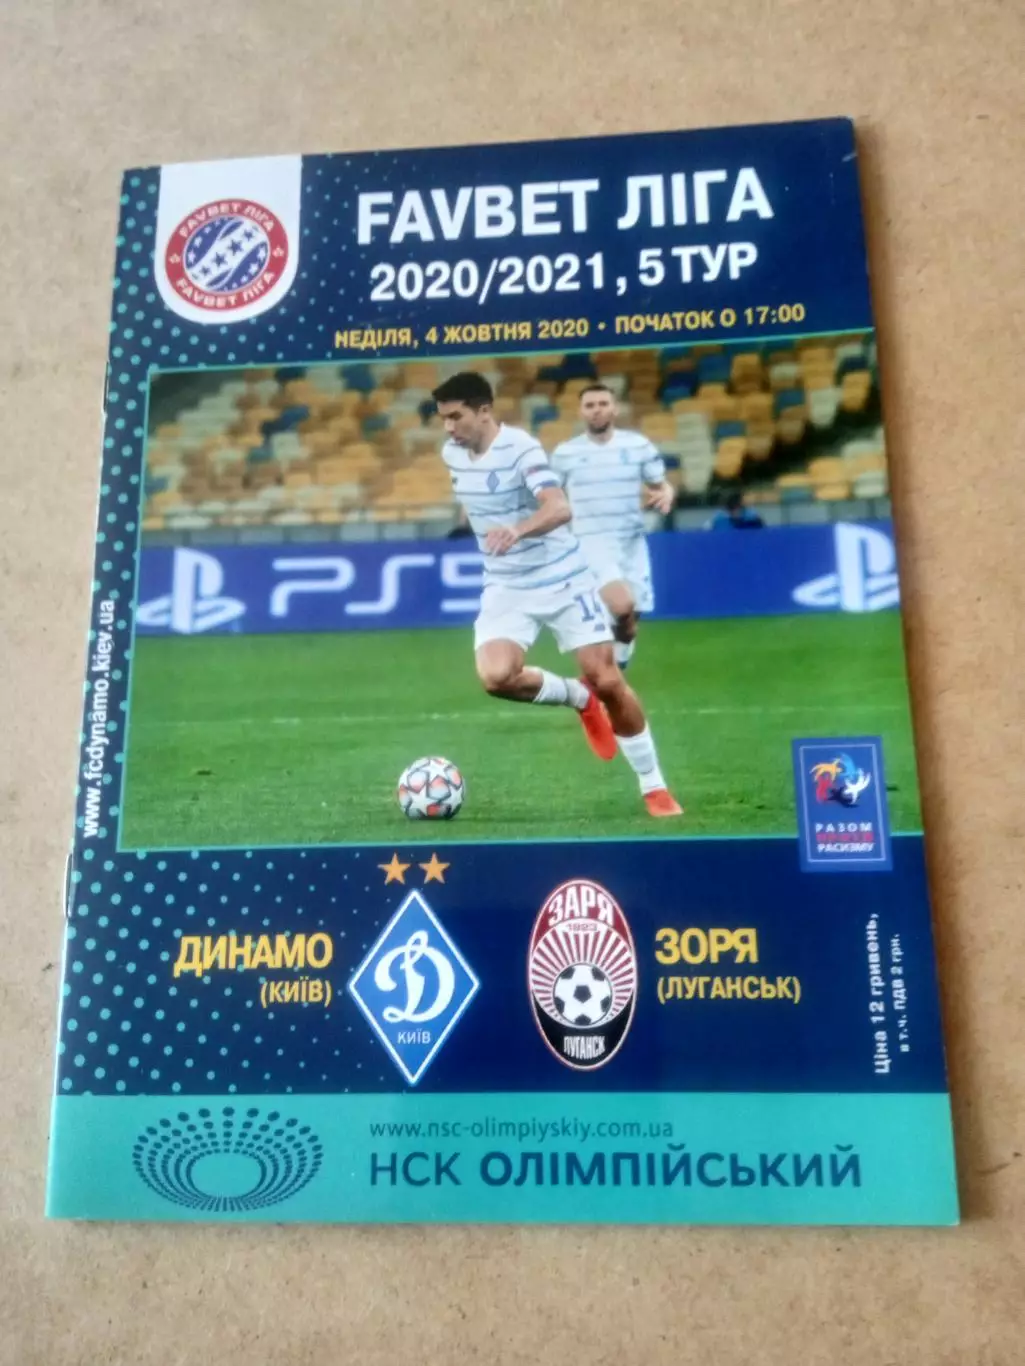 FAVBET ЛІГА
FAVBET ЛІГА
FAVBET ЛІГА
2020/2021, 5 ТУР
НЕДІЛЯ, 4 ЖОВТНЯ 2020 • ПОЧАТОК О 17:00
www.fcdynamo.kiev.ua
PS5
РАЗОМ
ПРОТИ
РАСИЗМУ
ДИНАМО
(КИЇВ)
Д
КИЇВ
ЗАРЯ
1923
ЛУГАНСК
ЗОРЯ
(ЛУГАНСЬК)
Ціна 12 гривень,
в т.ч. ПДВ 2 грн.
www.nsc-olimpiyskiy.com.ua
НСК ОЛІМПІЙСЬКИЙ